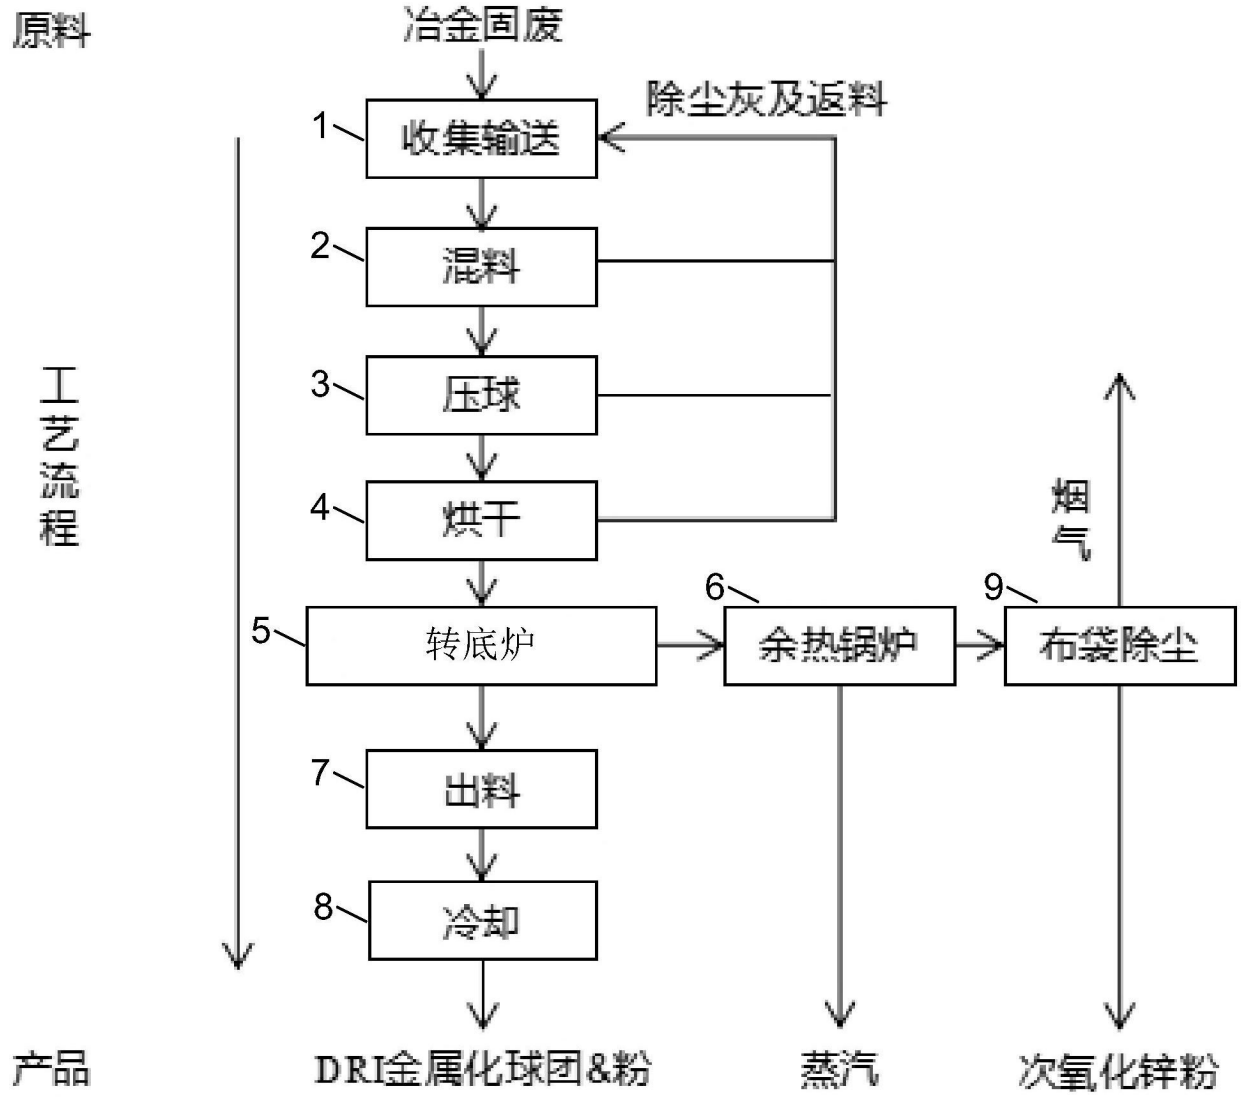 原料
冶金固废
除尘灰及返料
1
收集输送
2
混料
3
压球
4
烘干
工艺流程
烟气
5
转底炉
6
余热锅炉
9
布袋除尘
7
出料
8
冷却
产品
DRI金属化球团&粉
蒸汽
次氧化锌粉